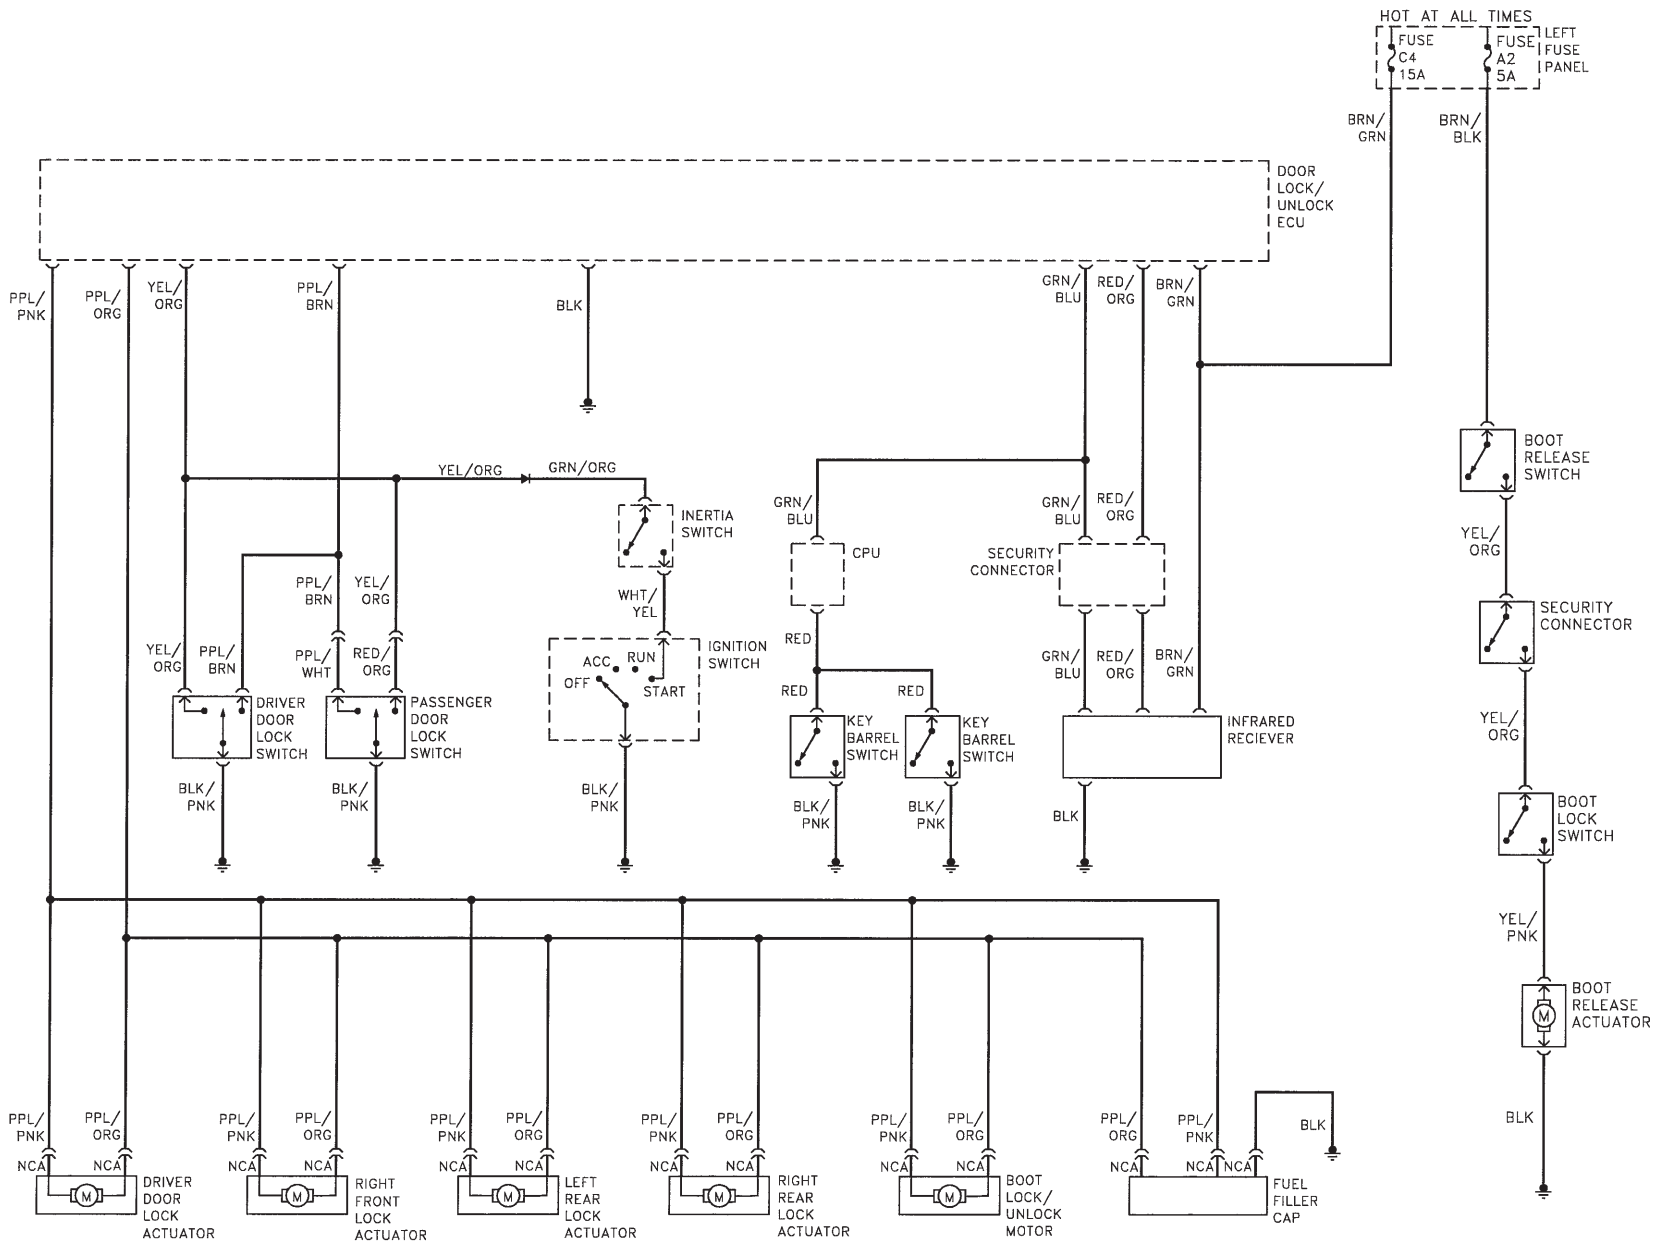 HOT AT ALL TIMES
FUSE
C4
15A
FUSE
A2
5A
LEFT
FUSE
PANEL
BRN/
GRN
BRN/
BLK
DOOR
LOCK/
UNLOCK
ECU
PPL/
PNK
PPL/
ORG
YEL/
ORG
PPL/
BRN
BLK
GRN/
BLU
RED/
ORG
BRN/
GRN
YEL/ORG
GRN/ORG
INERTIA
SWITCH
GRN/
BLU
GRN/
BLU
RED/
ORG
BOOT
RELEASE
SWITCH
YEL/
ORG
CPU
SECURITY
CONNECTOR
PPL/
BRN
YEL/
ORG
WHT/
YEL
SECURITY
CONNECTOR
YEL/
ORG
PPL/
BRN
PPL/
WHT
RED/
ORG
IGNITION
SWITCH
ACC
RUN
OFF
START
RED
GRN/
BLU
RED/
ORG
BRN/
GRN
RED
RED
DRIVER
DOOR
LOCK
SWITCH
PASSENGER
DOOR
LOCK
SWITCH
KEY
BARREL
SWITCH
KEY
BARREL
SWITCH
INFRARED
RECIEVER
YEL/
ORG
BLK/
PNK
BLK/
PNK
BLK/
PNK
BLK/
PNK
BLK/
PNK
BLK
BOOT
LOCK
SWITCH
YEL/
PNK
BOOT
RELEASE
ACTUATOR
M
BLK
PPL/
PNK
PPL/
ORG
PPL/
PNK
PPL/
ORG
PPL/
PNK
PPL/
ORG
PPL/
PNK
PPL/
ORG
PPL/
PNK
PPL/
ORG
PPL/
ORG
PPL/
PNK
BLK
NCA
NCA
NCA
NCA
NCA
NCA
NCA
NCA
NCA
NCA
NCA
NCA
NCA
M
DRIVER
DOOR
LOCK
ACTUATOR
M
RIGHT
FRONT
LOCK
ACTUATOR
M
LEFT
REAR
LOCK
ACTUATOR
M
RIGHT
REAR
LOCK
ACTUATOR
M
BOOT
LOCK/
UNLOCK
MOTOR
FUEL
FILLER
CAP